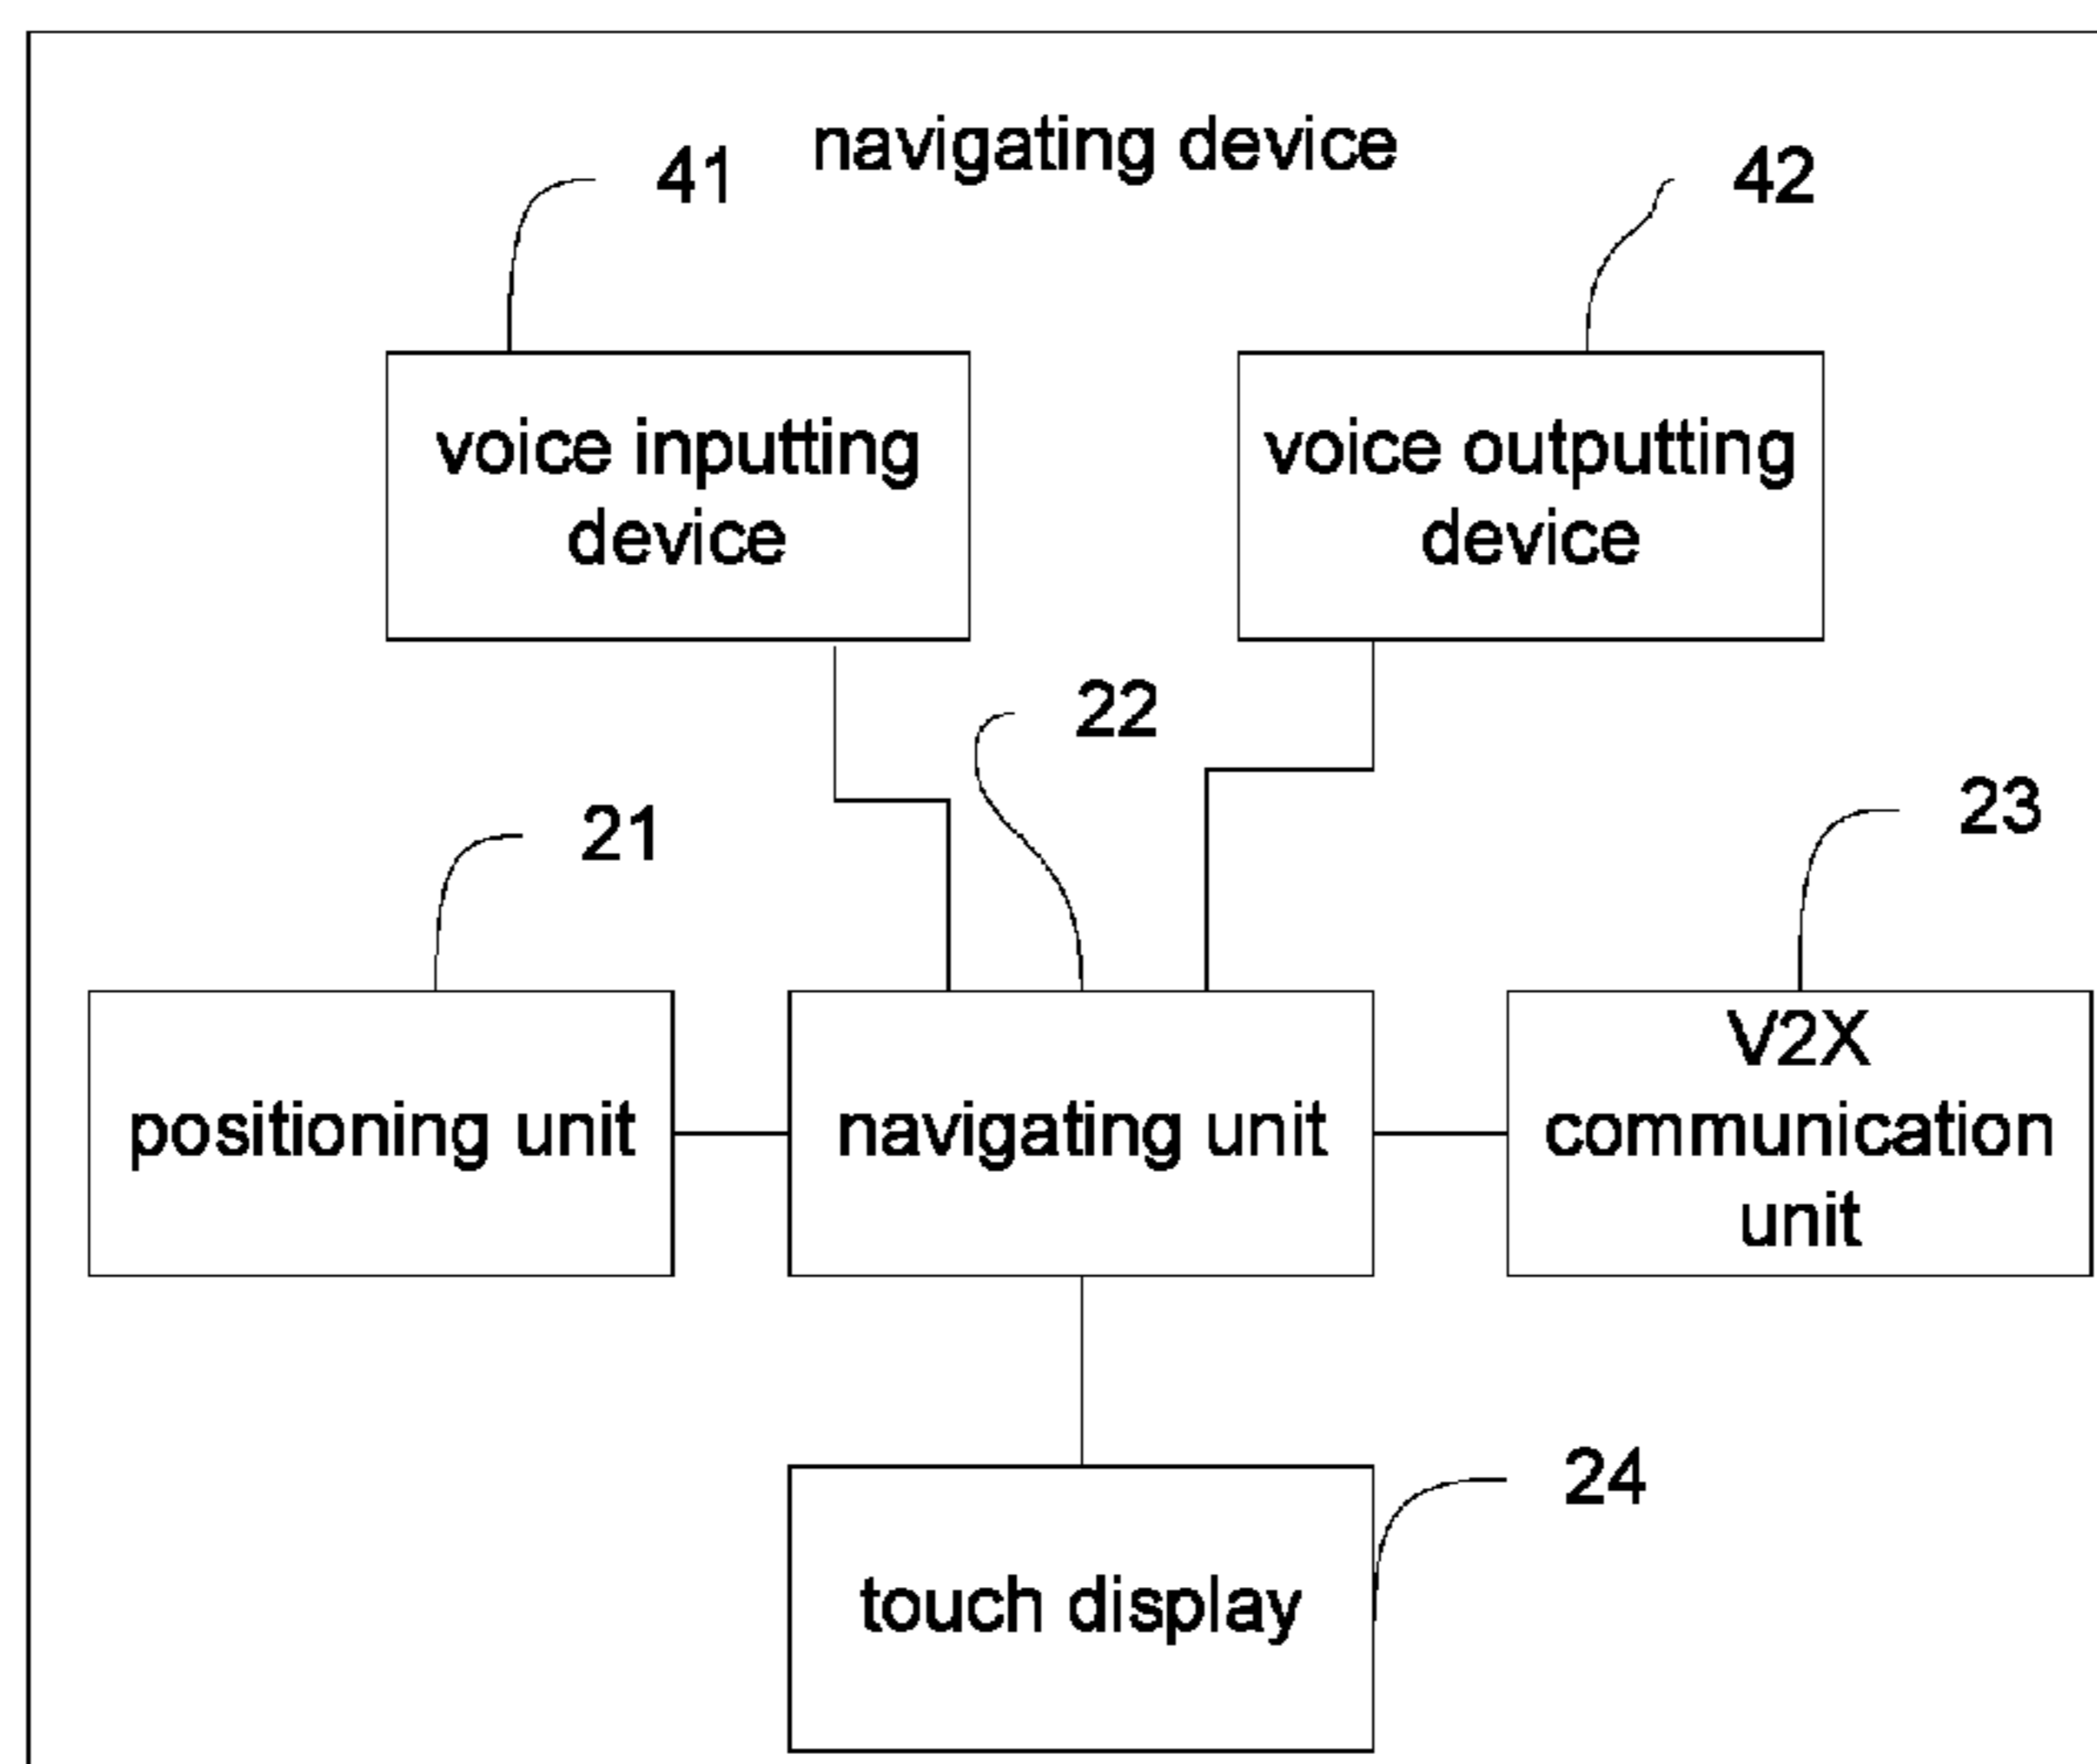 navigating device
41
42
voice inputting
device
voice outputting
device
22
21
23
positioning unit
navigating unit
V2X
communication
unit
24
touch display